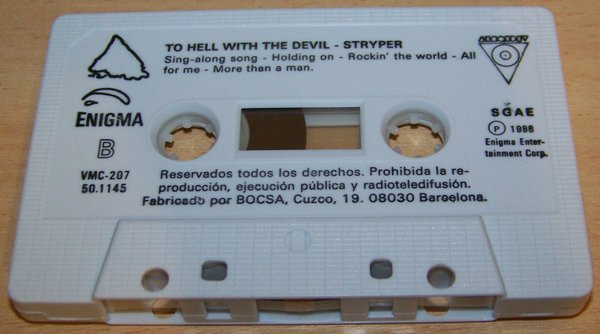 TO HELL WITH THE DEVIL - STRYPER
Sing-along song - Holding on - Rockin' the world - All
for me - More than a man.
ENIGMA
B
VMC-207
50.1145
SGAE
P 1986
Enigma Enter-
tainment Corp.
Reservados todos los derechos. Prohibida la re-
producción, ejecución pública y radioteledifusión.
Fabricado por BOCSA, Cuzco, 19. 08030 Barcelona.